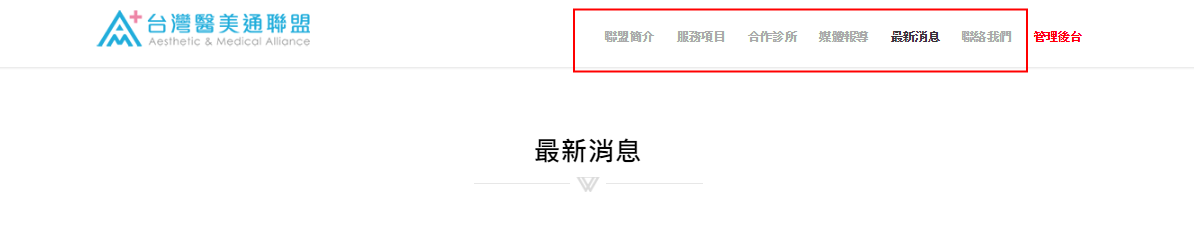 台灣醫美通聯盟
Aesthetic & Medical Alliance
聯盟簡介 服務項目 合作診所 媒體報導 最新消息 聯絡我們 管理後台
最新消息